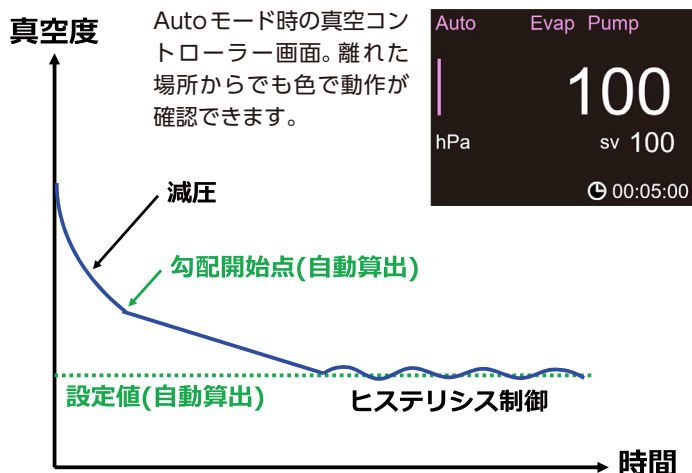 真空度
Autoモード時の真空コン
トローラー画面。離れた
場所からでも色で動作が
確認できます。
Auto Evap Pump
100
hPa sv 100
00:05:00
減圧
勾配開始点(自動算出)
設定値(自動算出)
ヒステリシス制御
時間